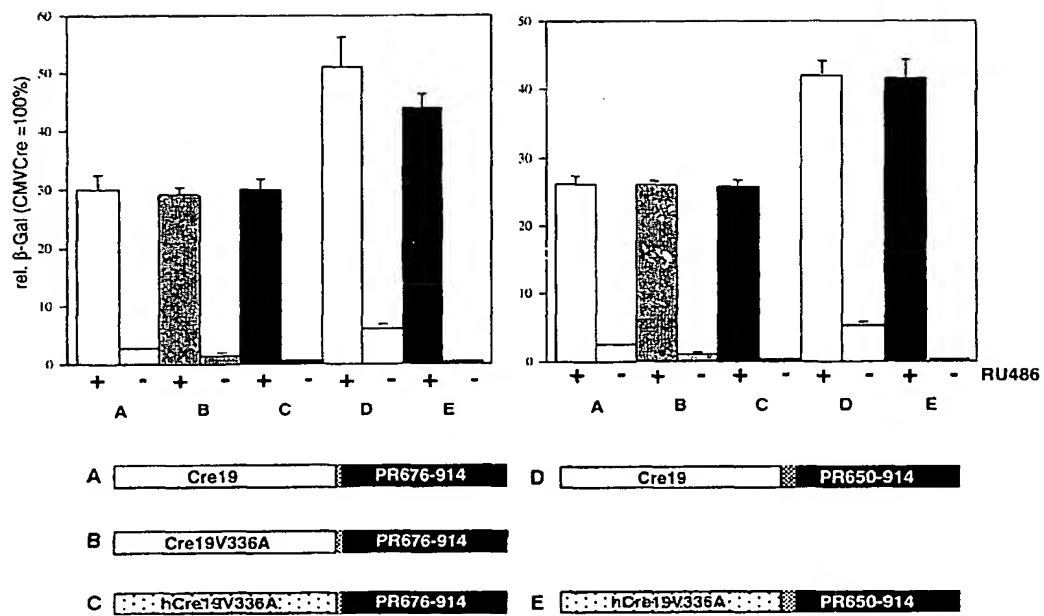 rel. β-Gal (CMVCre =100%)
60
50
40
30
20
10
0
+ - + - + - + - + -
A B C D E
50
40
30
20
10
0
+ - + - + - + - + - RU486
A B C D E
A Cre19 PR676-914
D Cre19 PR650-914
B Cre19V336A PR676-914
C hCre19V336A PR676-914
E hCre19V336A PR650-914